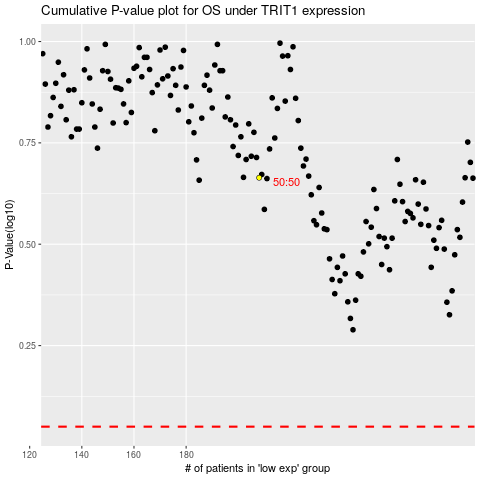 Cumulative P-value plot for OS under TRIT1 expression
1.00
0.75
0.50
0.25
P-Value(log10)
50:50
120 140 160 180
# of patients in 'low exp' group